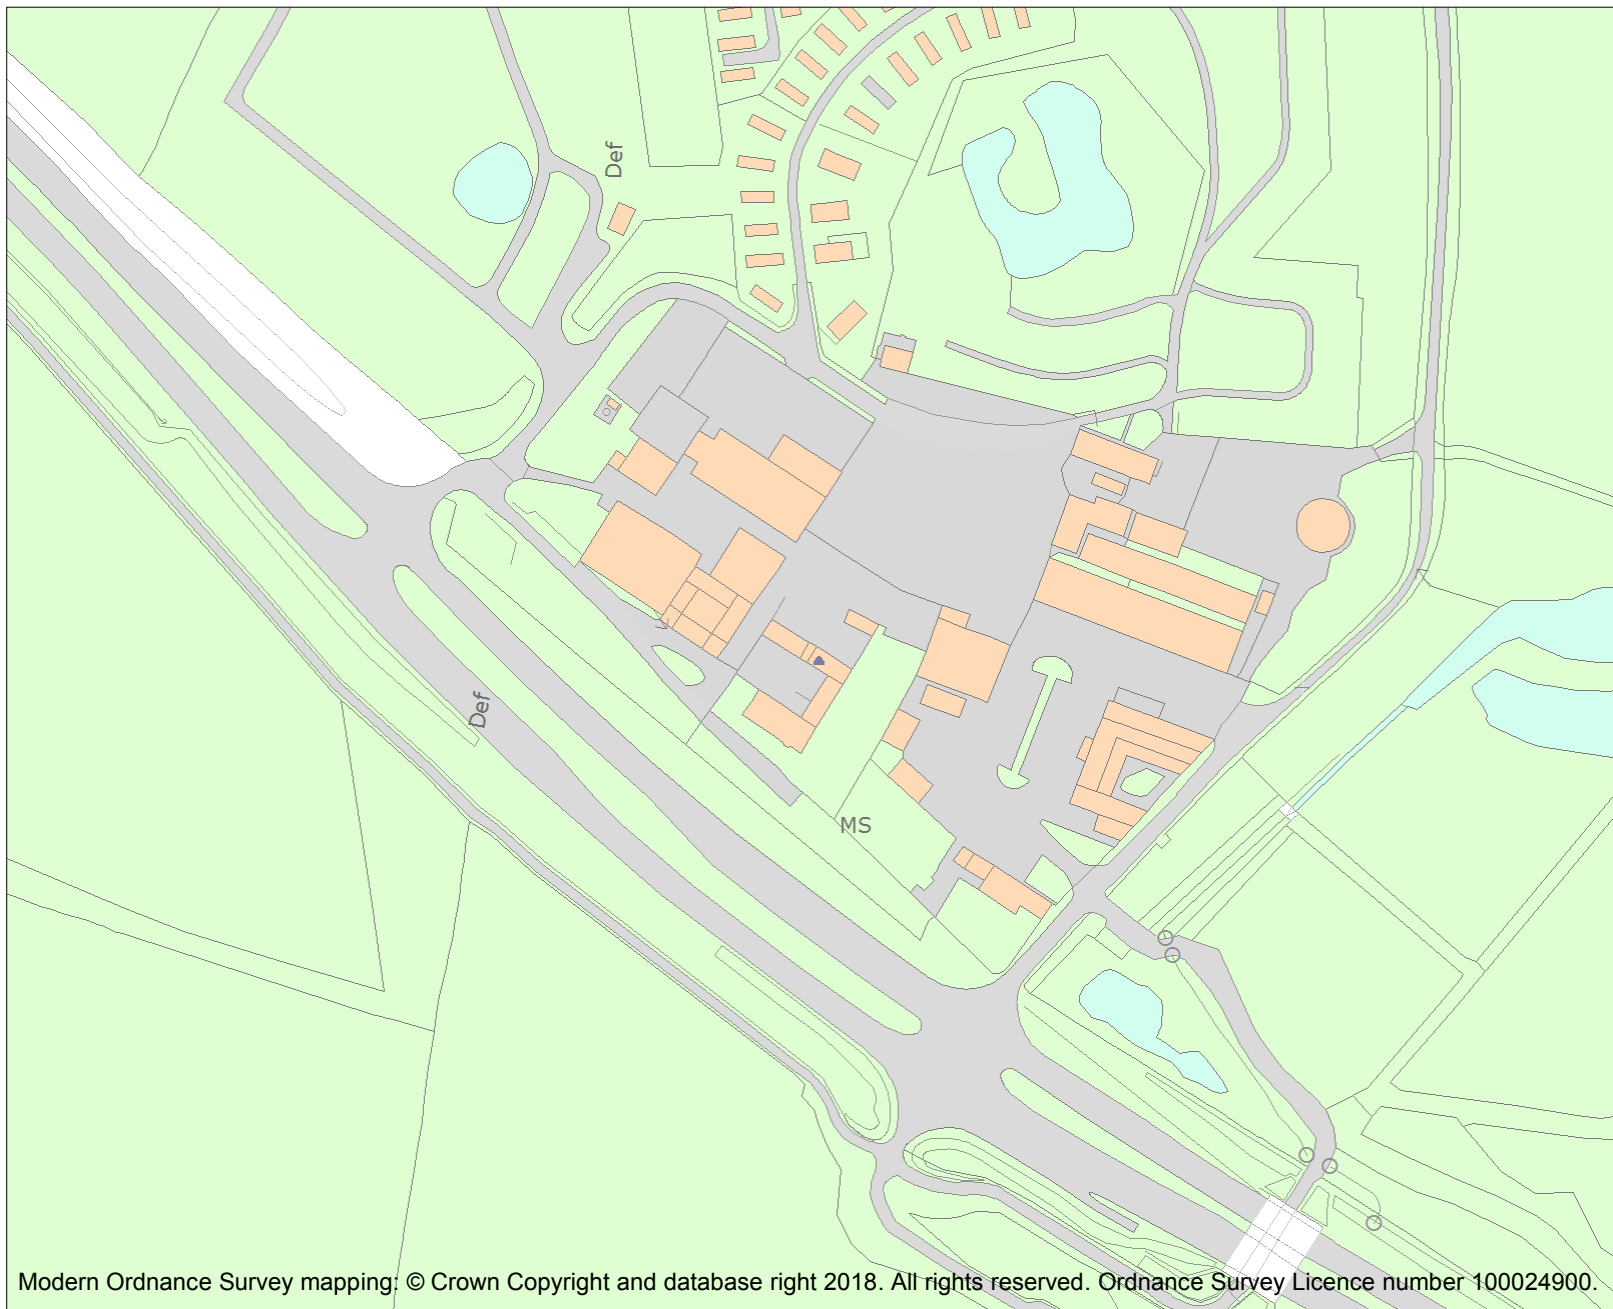 Def
Def
MS
Modern Ordnance Survey mapping: © Crown Copyright and database right 2018. All rights reserved. Ordnance Survey Licence number 100024900.